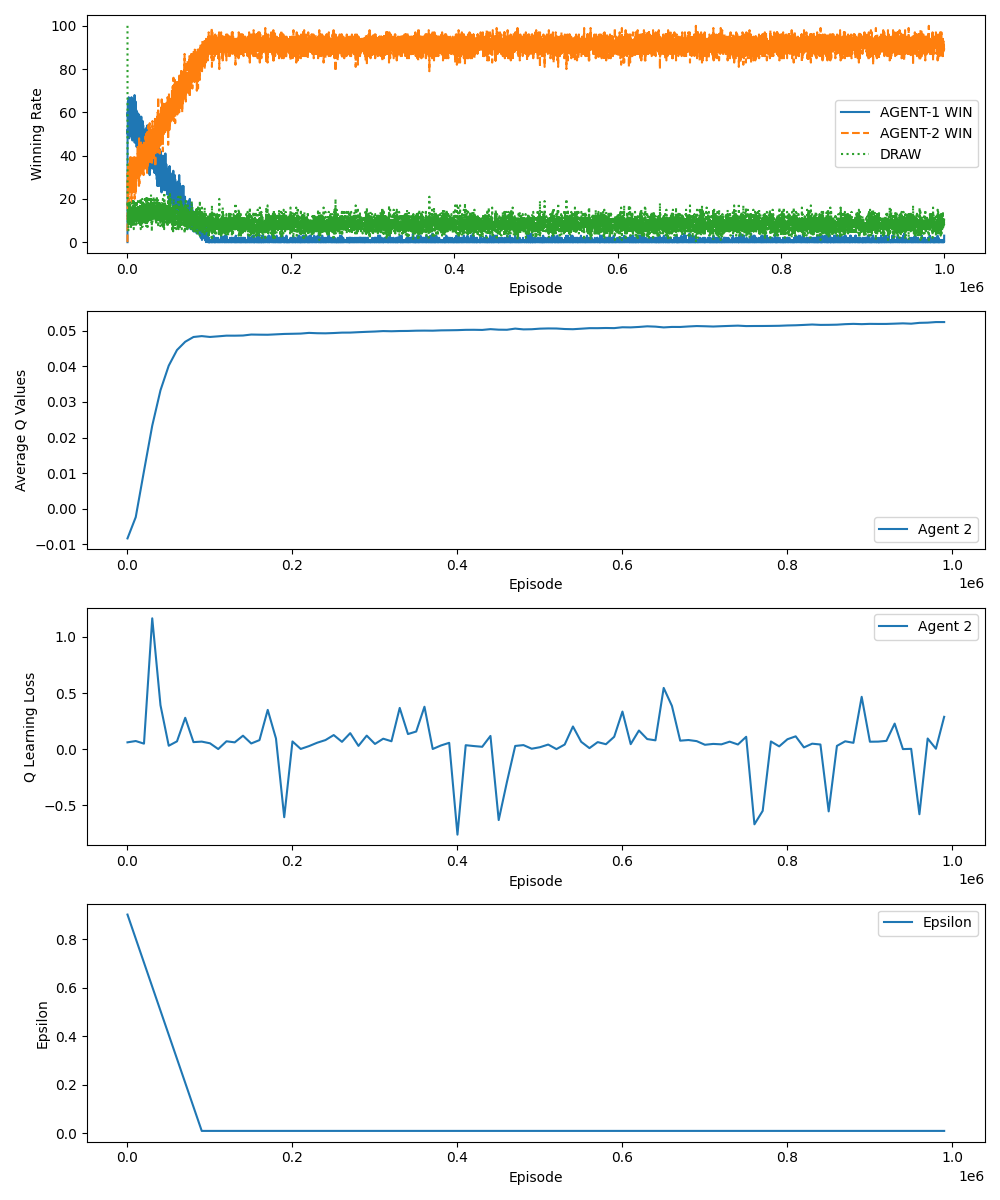 100
80
60
40
20
0
Winning Rate
AGENT-1 WIN
AGENT-2 WIN
DRAW
0.0 0.2 0.4 0.6 0.8 1.0
1e6
Episode
0.05
0.04
0.03
0.02
0.01
0.00
−0.01
Average Q Values
Agent 2
0.0 0.2 0.4 0.6 0.8 1.0
1e6
Episode
1.0
0.5
0.0
−0.5
Q Learning Loss
Agent 2
0.0 0.2 0.4 0.6 0.8 1.0
1e6
Episode
0.8
0.6
0.4
0.2
0.0
Epsilon
Epsilon
0.0 0.2 0.4 0.6 0.8 1.0
1e6
Episode